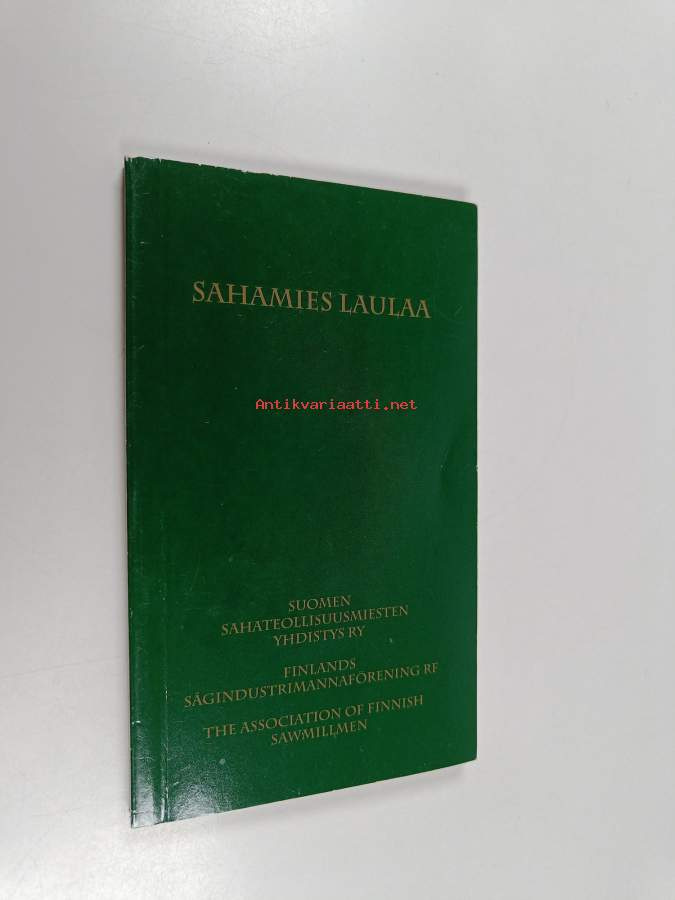 SAHAMIES LAULAA
Antikvariaatti.net
SUOMEN
SAHATEOLLISUUSMIESTEN
YHDISTYS RY
FINLANDS
SÅGINDUSTRIMANNAFÖRENING RF
THE ASSOCIATION OF FINNISH
SAWMILLMEN